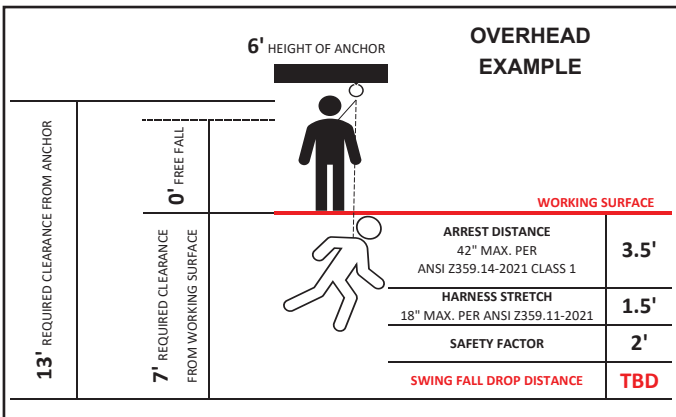 OVERHEAD
EXAMPLE
6' HEIGHT OF ANCHOR
13' REQUIRED CLEARANCE FROM ANCHOR
0' FREE FALL
7' REQUIRED CLEARANCE
FROM WORKING SURFACE
WORKING SURFACE
ARREST DISTANCE
42" MAX. PER
ANSI Z359.14-2021 CLASS 1
3.5'
HARNESS STRETCH
18" MAX. PER ANSI Z359.11-2021
1.5'
SAFETY FACTOR
2'
SWING FALL DROP DISTANCE
TBD